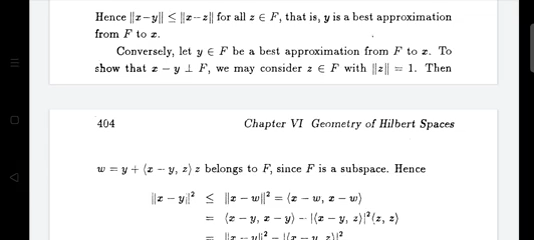 Hence ||x−y|| ≤ ||x−z|| for all z ∈ F, that is, y is a best approximation
from F to x.
Conversely, let y ∈ F be a best approximation from F to x. To
show that x − y ⊥ F, we may consider z ∈ F with ||z|| = 1. Then
404 Chapter VI Geometry of Hilbert Spaces
w = y + ⟨x − y, z⟩ z belongs to F, since F is a subspace. Hence
||x − y||² ≤ ||x − w||² = ⟨x − w, x − w⟩
= ⟨x − y, x − y⟩ − |⟨x − y, z⟩|²⟨z, z⟩
= ||x − y||² − |⟨x − y, z⟩|²